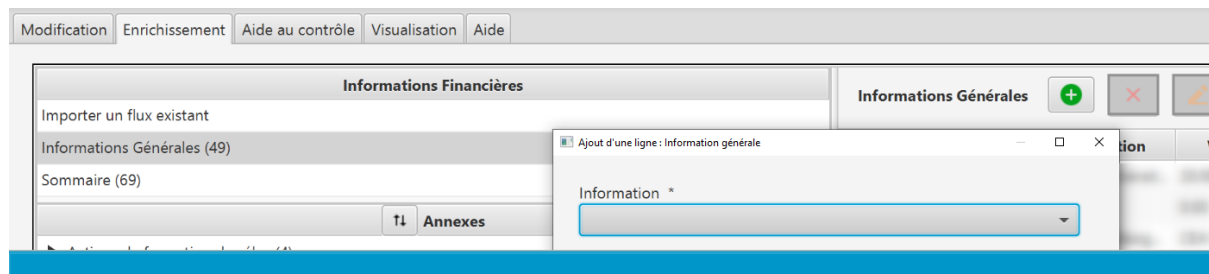 Modification Enrichissement Aide au contrôle Visualisation Aide
Informations Financières
Informations Générales
Importer un flux existant
Informations Générales (49)
Ajout d'une ligne : Information générale
tion
Sommaire (69)
Information *
Annexes